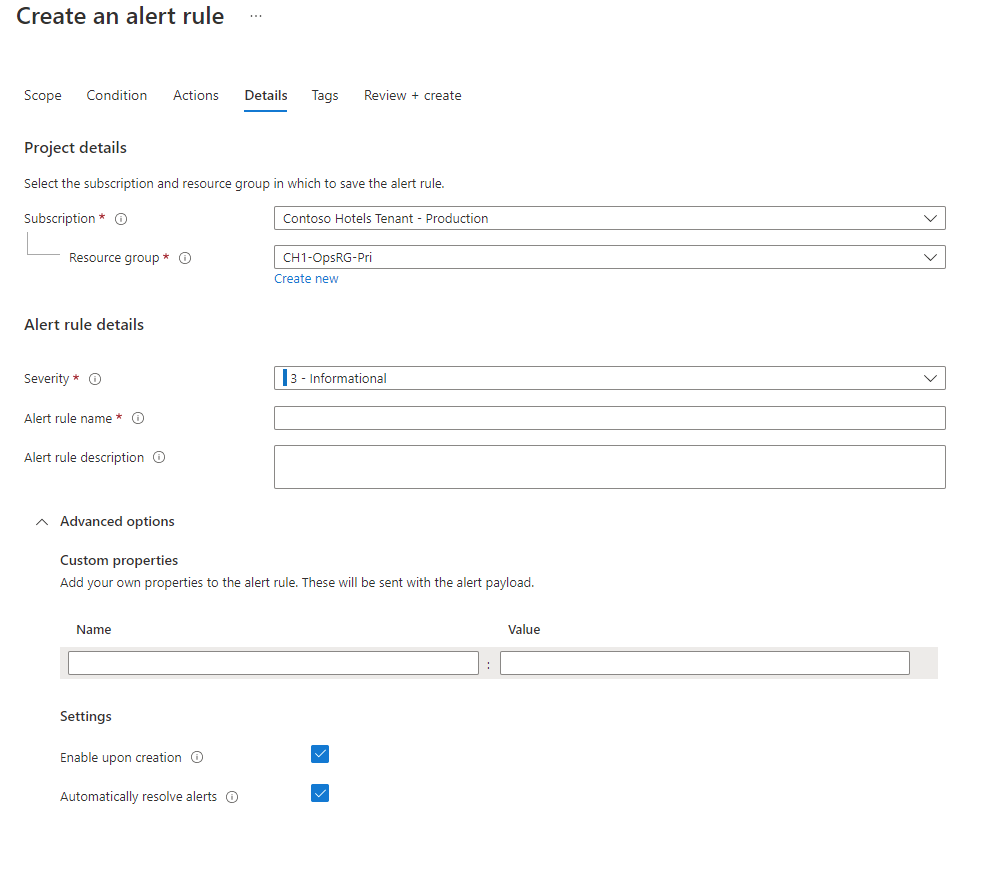 Create an alert rule ...
Scope Condition Actions Details Tags Review + create
Project details
Select the subscription and resource group in which to save the alert rule.
Subscription * Contoso Hotels Tenant - Production
Resource group * CH1-OpsRG-Pri
Create new
Alert rule details
Severity * 3 - Informational
Alert rule name *
Alert rule description
Advanced options
Custom properties
Add your own properties to the alert rule. These will be sent with the alert payload.
Name Value
:
Settings
Enable upon creation
Automatically resolve alerts